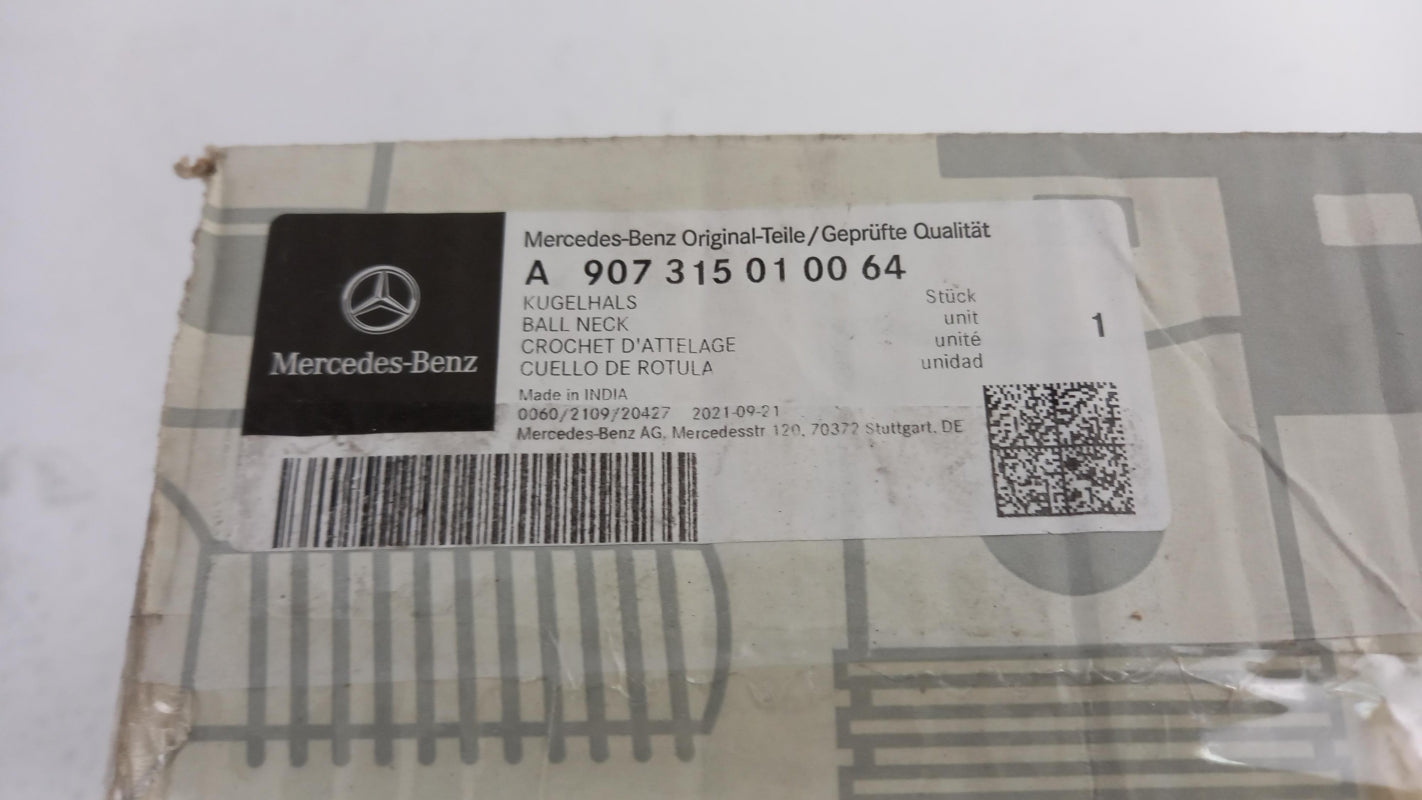 Mercedes-Benz
Mercedes-Benz Original-Teile/Geprüfte Qualität
A 907 315 01 00 64
KUGELHALS Stück
BALL NECK unit
CROCHET D'ATTELAGE unité
CUELLO DE ROTULA unidad
1
Made in INDIA
0060/2109/20427 2021-09-21
Mercedes-Benz AG, Mercedesstr 120, 70372 Stuttgart, DE